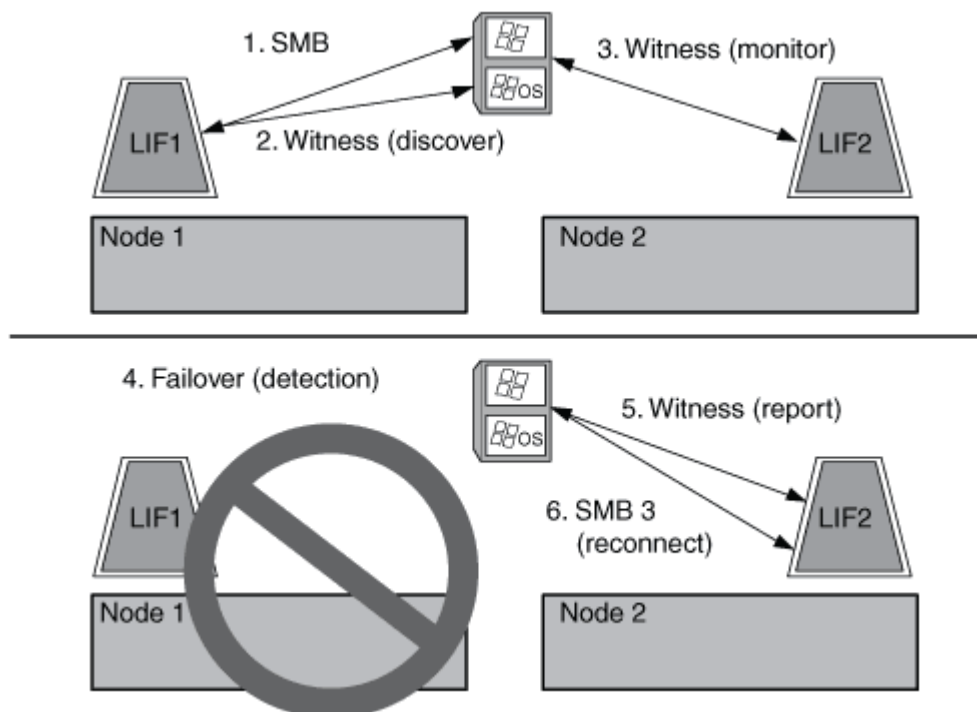 1. SMB
3. Witness (monitor)
OS
2. Witness (discover)
LIF1
LIF2
Node 1
Node 2
4. Failover (detection)
5. Witness (report)
OS
LIF1
6. SMB 3
(reconnect)
LIF2
Node 1
Node 2